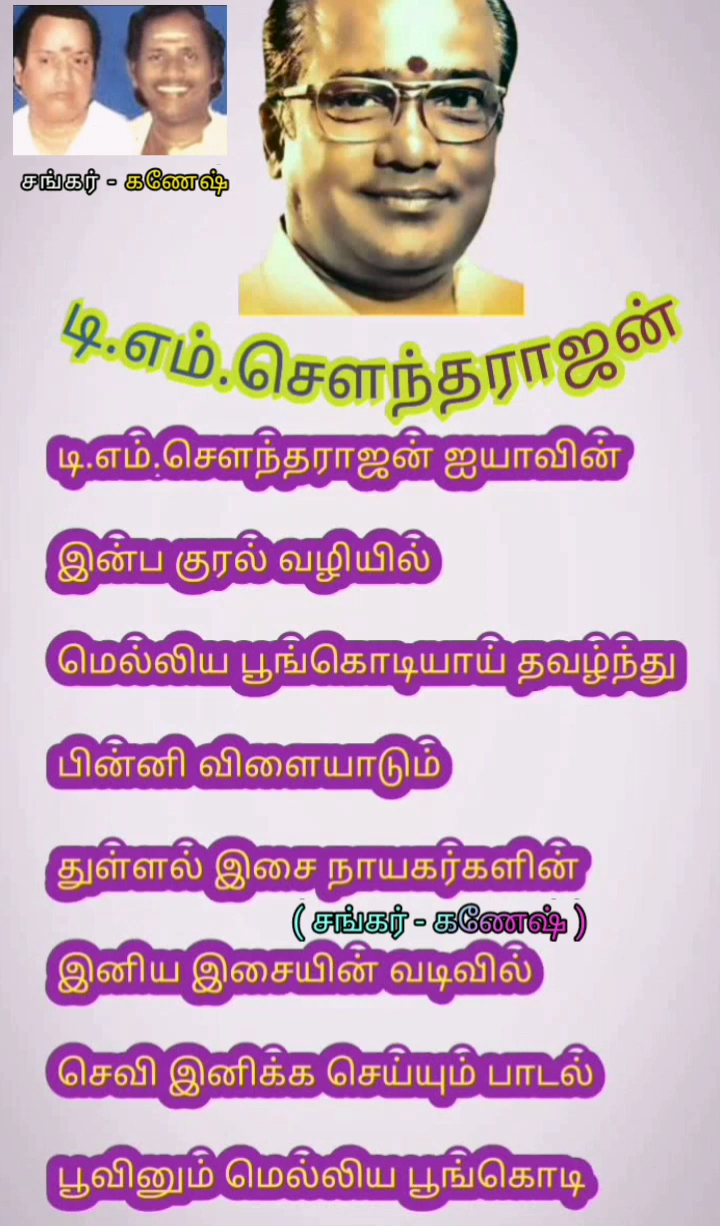 சங்கர் - கணேஷ்
டி.எம்.சௌந்தராஜன்
டி.எம்.சௌந்தராஜன் ஐயாவின்
இன்ப குரல் வழியில்
மெல்லிய பூங்கொடியாய் தவழ்ந்து
பின்னி விளையாடும்
துள்ளல் இசை நாயகர்களின்
( சங்கர் - கணேஷ் )
இனிய இசையின் வடிவில்
செவி இனிக்க செய்யும் பாடல்
பூவினும் மெல்லிய பூங்கொடி